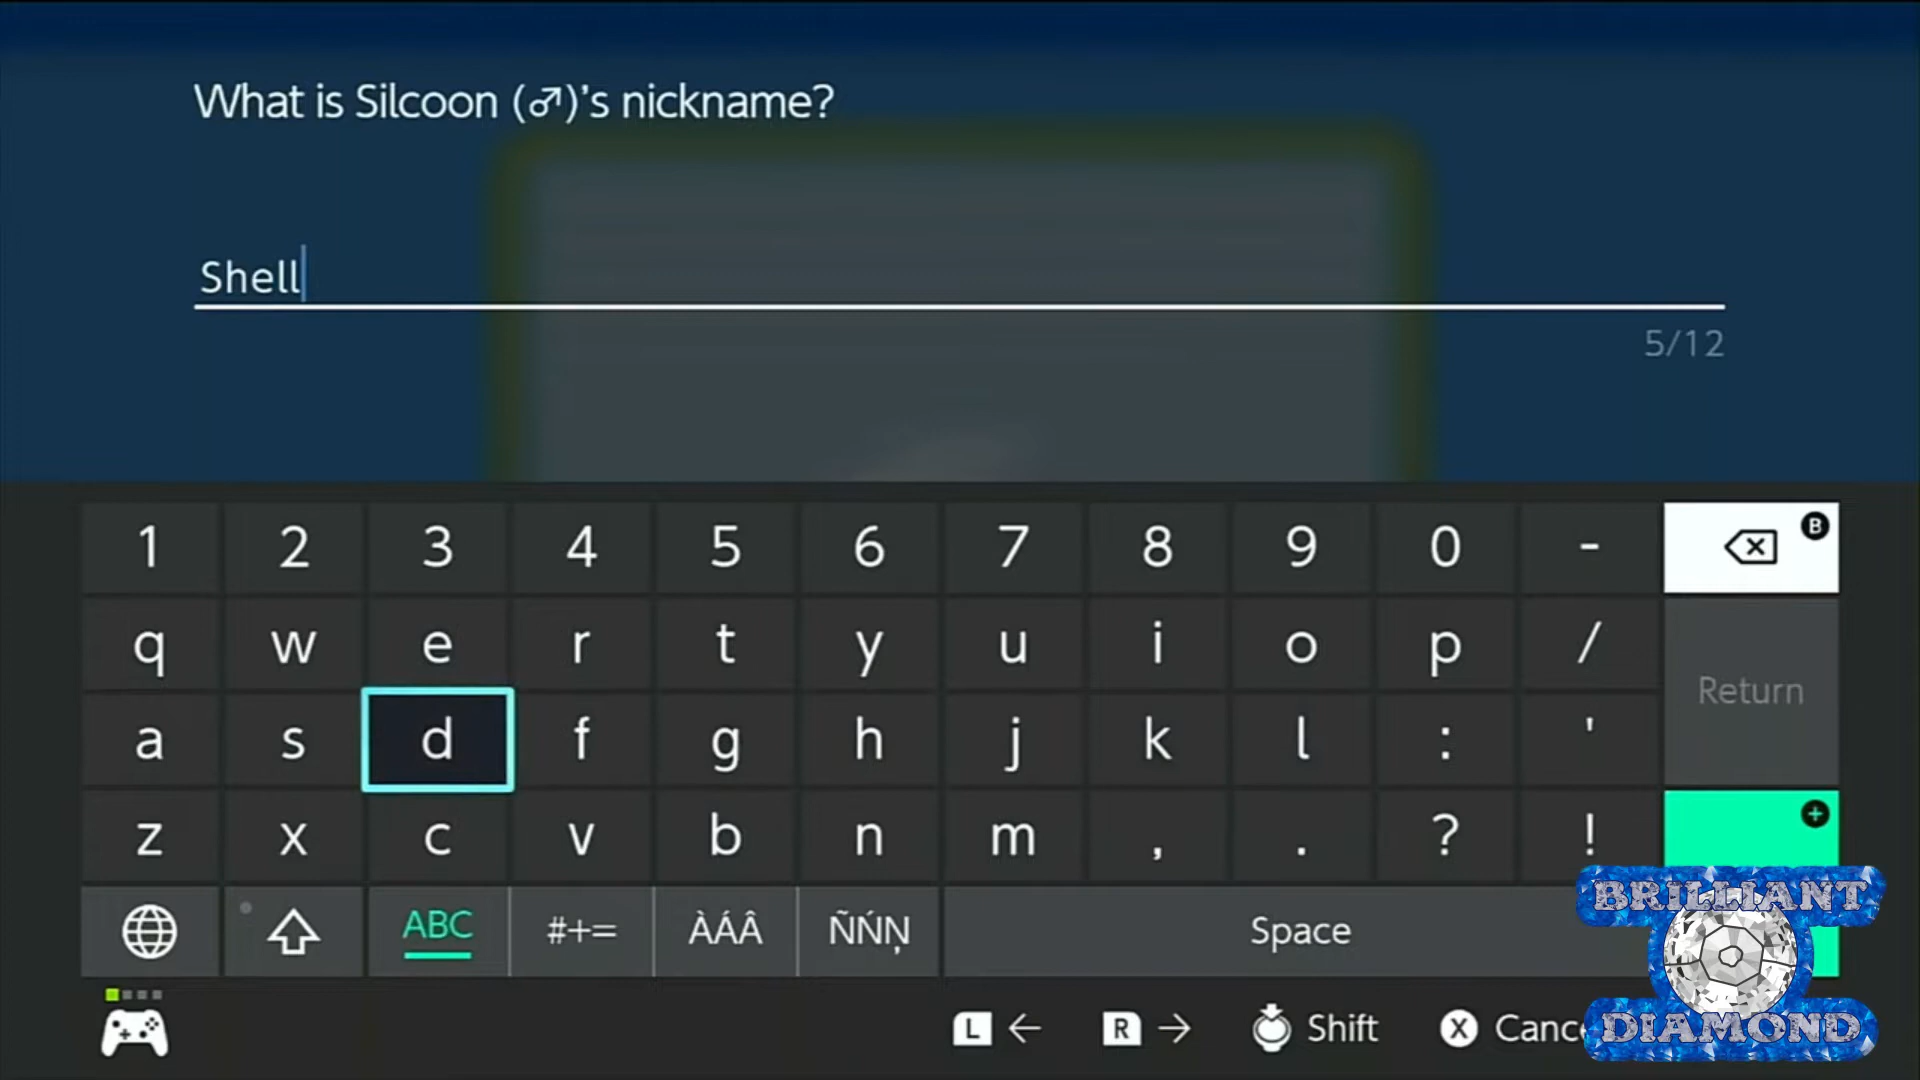 What is Silcoon (♂)'s nickname?
Shell
5/12
1 2 3 4 5 6 7 8 9 0 - B
q w e r t y u i o p /
Return
a s d f g h j k l : '
z x c v b n m , . ? ! +
ABC #+= ÀÁÂ ÑŃŅ Space
BRILLIANT
DIAMOND
L ← R → Shift X Canc